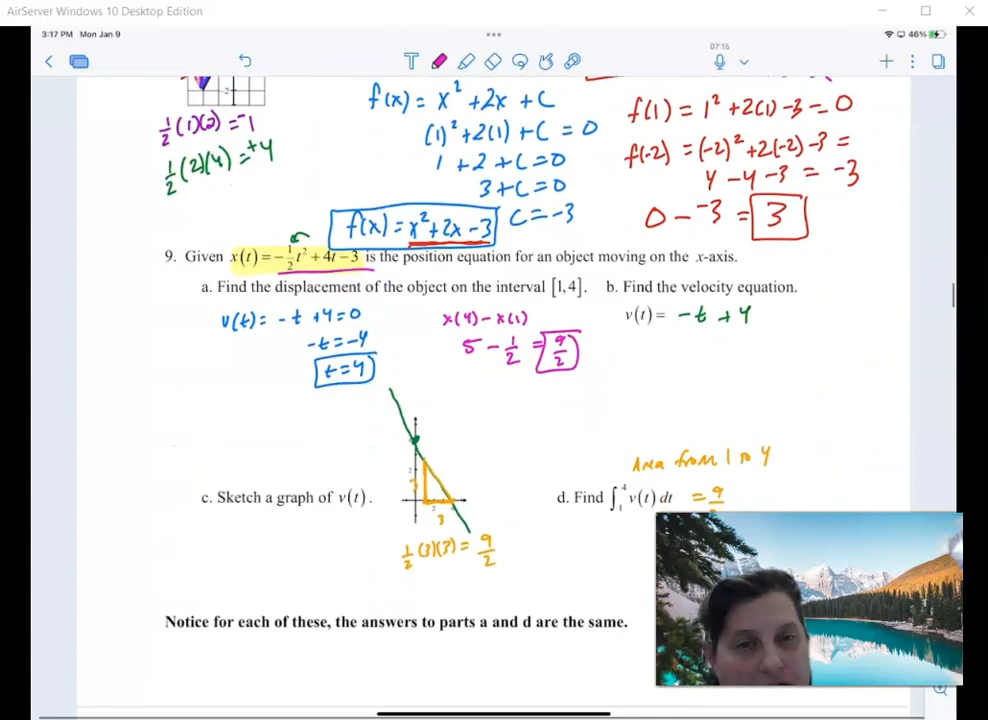 AirServer Windows 10 Desktop Edition
3:17 PM Mon Jan 9
46%
07:15
f(x) = x² + 2x + C
(1)² + 2(1) + C = 0
1 + 2 + C = 0
3 + C = 0
C = -3
f(x) = x² + 2x - 3
f(1) = 1² + 2(1) - 3 = 0
f(-2) = (-2)² + 2(-2) - 3 =
4 - 4 - 3 = -3
0 - -3 = 3
-2
½(1)(2) = -1
½(2)(4) = +4
9. Given x(t) = -½t² + 4t - 3 is the position equation for an object moving on the x-axis.
a. Find the displacement of the object on the interval [1,4].
b. Find the velocity equation.
v(t) = -t + 4 = 0
-t = -4
t = 4
x(4) - x(1)
5 - ½ = 9/2
v(t) = -t + 4
c. Sketch a graph of v(t).
2
3
2
3
½(3)(3) = 9/2
Area from 1 to 4
d. Find ∫₁⁴ v(t) dt = 9
Notice for each of these, the answers to parts a and d are the same.